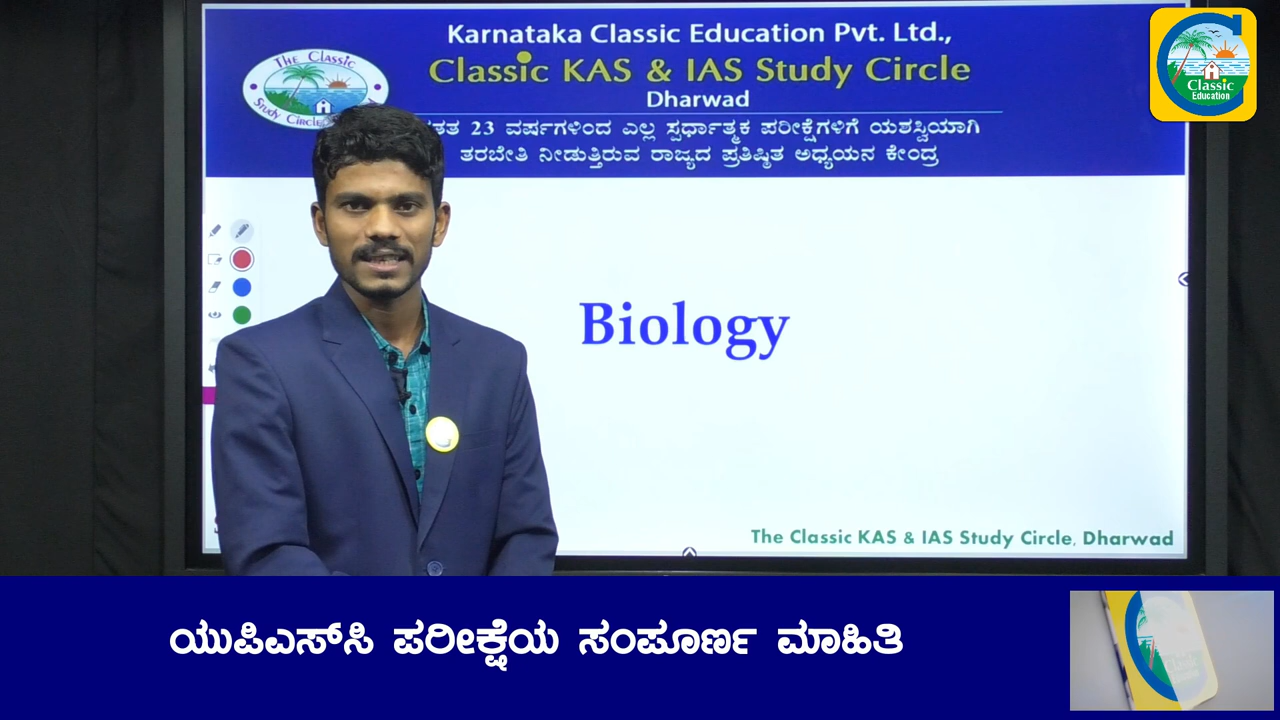 Karnataka Classic Education Pvt. Ltd.,
Classic KAS & IAS Study Circle
Dharwad
23 ವರ್ಷಗಳಿಂದ ಎಲ್ಲ ಸ್ಪರ್ಧಾತ್ಮಕ ಪರೀಕ್ಷೆಗಳಿಗೆ ಯಶಸ್ವಿಯಾಗಿ
ತರಬೇತಿ ನೀಡುತ್ತಿರುವ ರಾಜ್ಯದ ಪ್ರತಿಷ್ಠಿತ ಅಧ್ಯಯನ ಕೇಂದ್ರ
The Classic
Study Circle
Classic
Education
Biology
The Classic KAS & IAS Study Circle, Dharwad
ಯುಪಿಎಸ್‌ಸಿ ಪರೀಕ್ಷೆಯ ಸಂಪೂರ್ಣ ಮಾಹಿತಿ